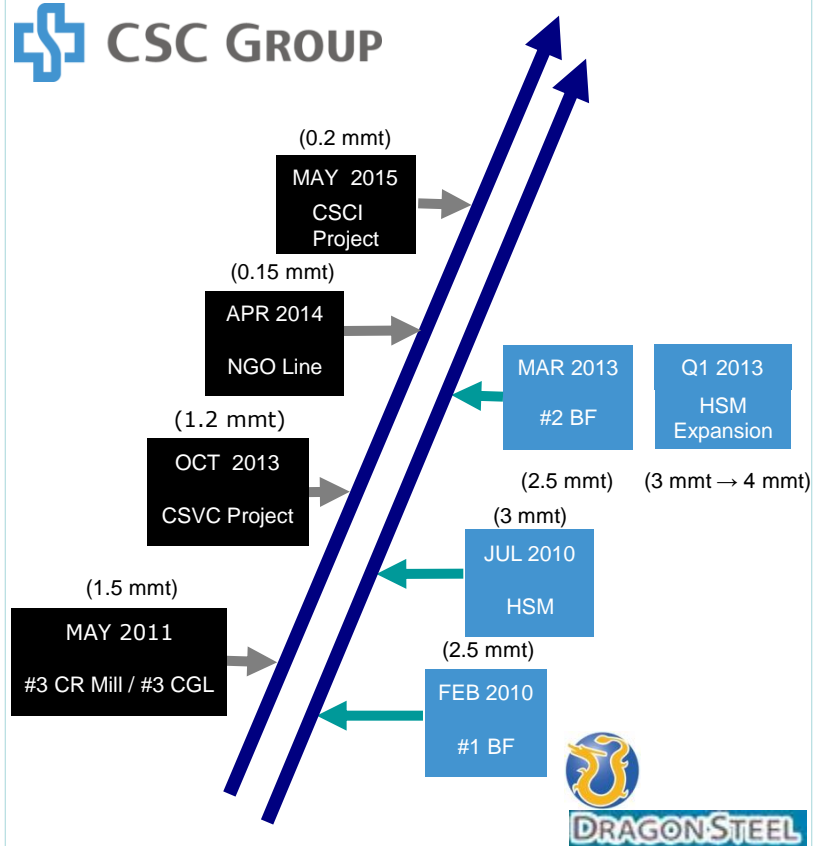 CSC GROUP
(0.2 mmt)
MAY 2015
CSCI
Project
(0.15 mmt)
APR 2014
NGO Line
(1.2 mmt)
OCT 2013
CSVC Project
(1.5 mmt)
MAY 2011
#3 CR Mill / #3 CGL
MAR 2013
#2 BF
(2.5 mmt)
Q1 2013
HSM
Expansion
(3 mmt → 4 mmt)
(3 mmt)
JUL 2010
HSM
(2.5 mmt)
FEB 2010
#1 BF
DRAGON STEEL